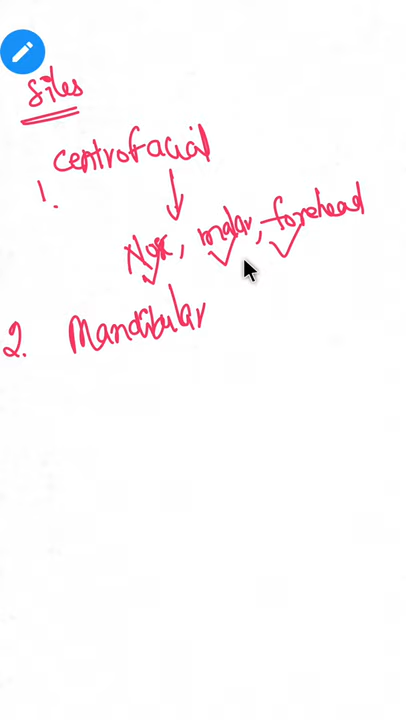 Sites
1. Centrofacial
Nose, malar, forehead
2. Mandibular